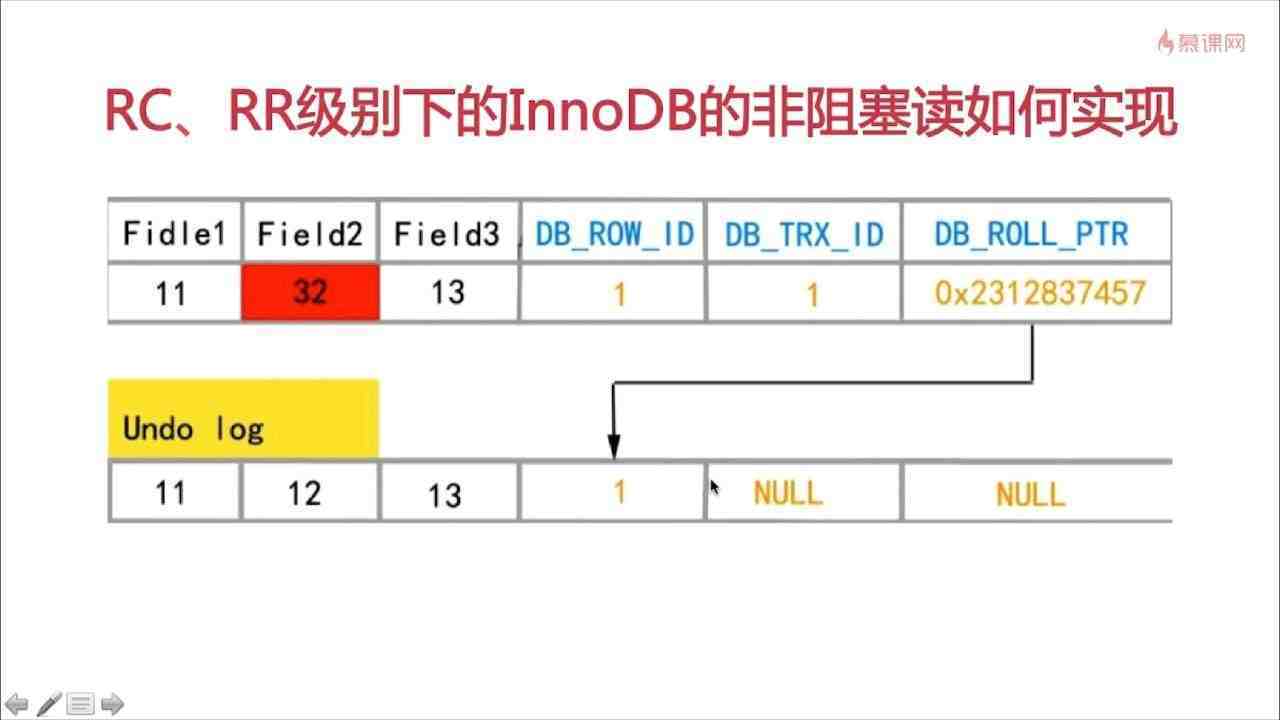 慕课网
RC、RR级别下的InnoDB的非阻塞读如何实现
Fidle1 Field2 Field3 DB_ROW_ID DB_TRX_ID DB_ROLL_PTR
11 32 13 1 1 0x2312837457
Undo log
11 12 13 1 NULL NULL